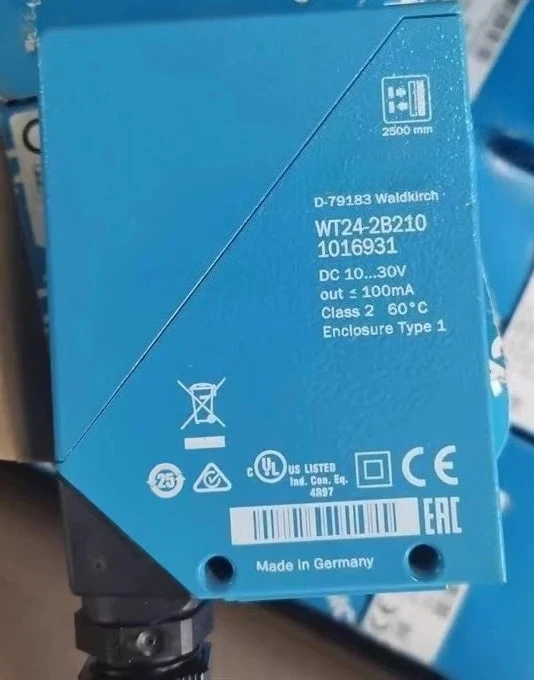 2500 mm
D-79183 Waldkirch
WT24-2B210
1016931
DC 10...30V
out ≤ 100mA
Class 2 60°C
Enclosure Type 1
25
c UL US LISTED
Ind. Con. Eq.
4R97
CE
EAC
Made in Germany